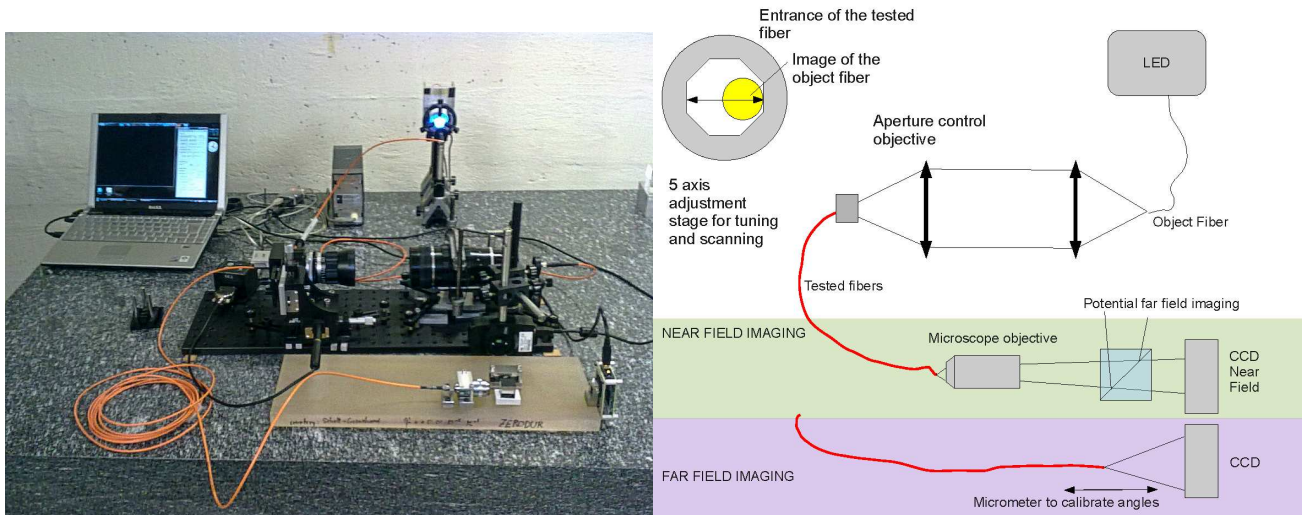 Entrance of the tested
fiber
Image of the
object fiber
LED
Aperture control
objective
5 axis
adjustment
stage for tuning
and scanning
Object Fiber
Tested fibers
Potential far field imaging
NEAR FIELD IMAGING
Microscope objective
CCD
Near
Field
FAR FIELD IMAGING
CCD
Micrometer to calibrate angles
ZERODUR